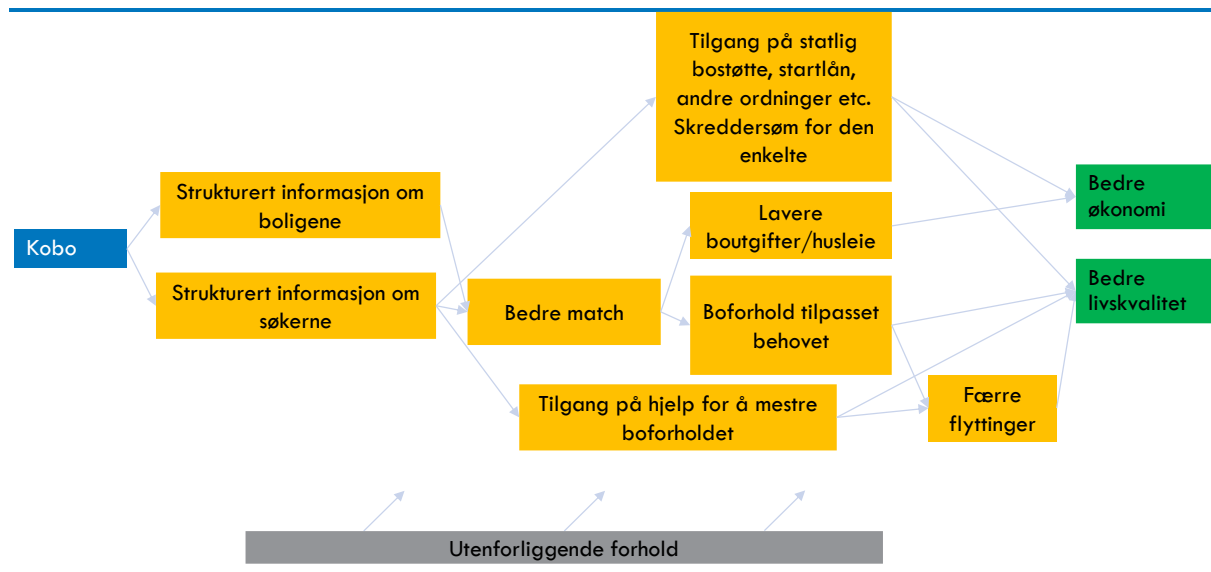 Tilgang på statlig
bostøtte, startlån,
andre ordninger etc.
Skreddersøm for den
enkelte
Strukturert informasjon om
boligene
Kobo
Strukturert informasjon om
søkerne
Bedre match
Lavere
boutgifter/husleie
Boforhold tilpasset
behovet
Tilgang på hjelp for å mestre
boforholdet
Færre
flyttinger
Bedre
økonomi
Bedre
livskvalitet
Utenforliggende forhold